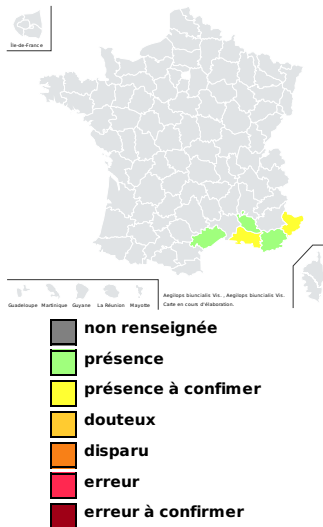 Île-de-France
Guadeloupe Martinique Guyane La Réunion Mayotte
Aegilops biuncialis Vis. , Aegilops biuncialis Vis.
Carte en cours d'élaboration.
non renseignée
présence
présence à confimer
douteux
disparu
erreur
erreur à confirmer